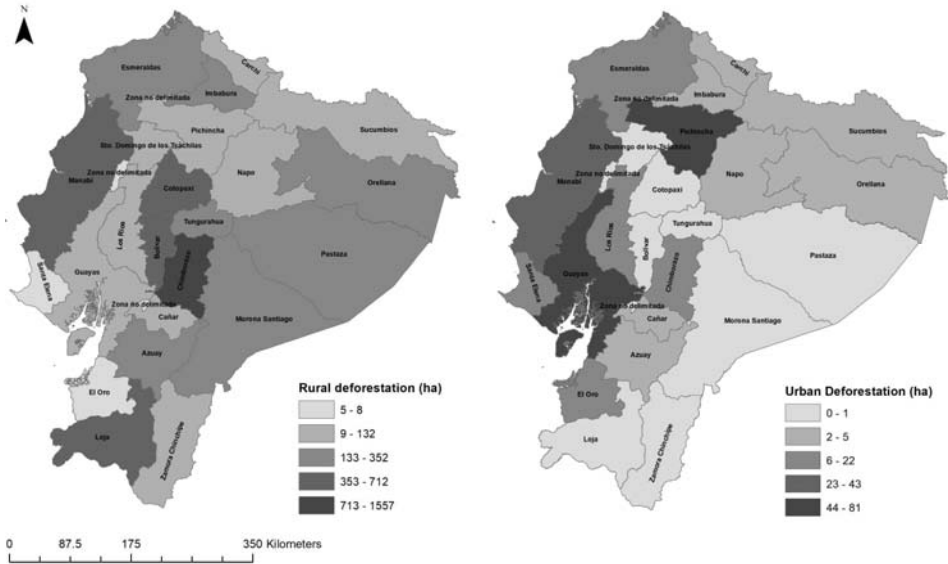 N
Esmeraldas
Carchi
Imbabura
Zona no delimitada
Pichincha
Sucumbios
Sto. Domingo de los Tsáchilas
Zona no delimitada
Manabi
Cotopaxi
Napo
Orellana
Tungurahua
Los Rios
Bolivar
Pastaza
Santa Elena
Guayas
Chimborazo
Zona no delimitada
Cañar
Morona Santiago
Azuay
El Oro
Loja
Zamora Chinchipe
Rural deforestation (ha)
5 - 8
9 - 132
133 - 352
353 - 712
713 - 1557
0 87.5 175 350 Kilometers
Esmeraldas
Carchi
Imbabura
Zona no delimitada
Pichincha
Sucumbios
Sto. Domingo de los Tsáchilas
Zona no delimitada
Manabi
Cotopaxi
Napo
Orellana
Tungurahua
Los Rios
Bolivar
Pastaza
Santa Elena
Guayas
Chimborazo
Zona no delimitada
Cañar
Morona Santiago
Azuay
El Oro
Loja
Zamora Chinchipe
Urban Deforestation (ha)
0 - 1
2 - 5
6 - 22
23 - 43
44 - 81